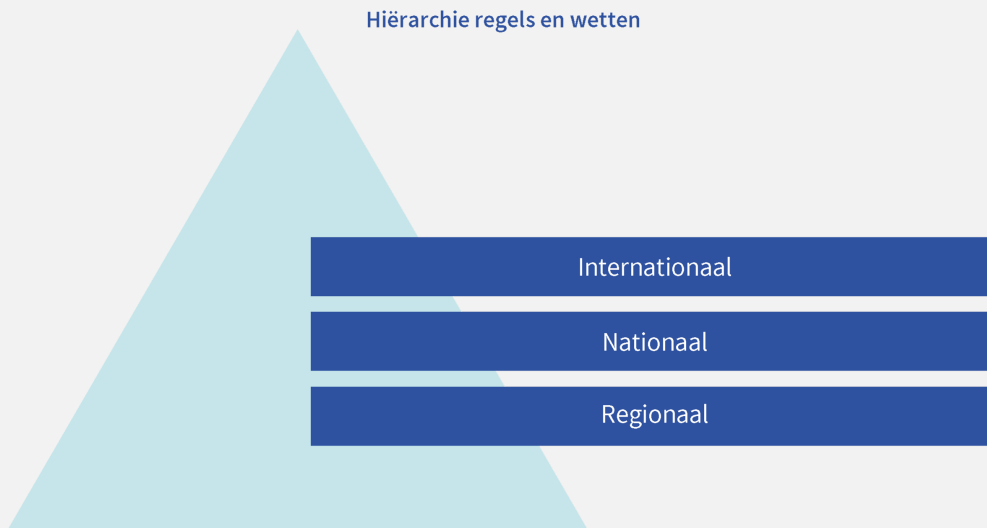 Hiërarchie regels en wetten
Internationaal
Nationaal
Regionaal